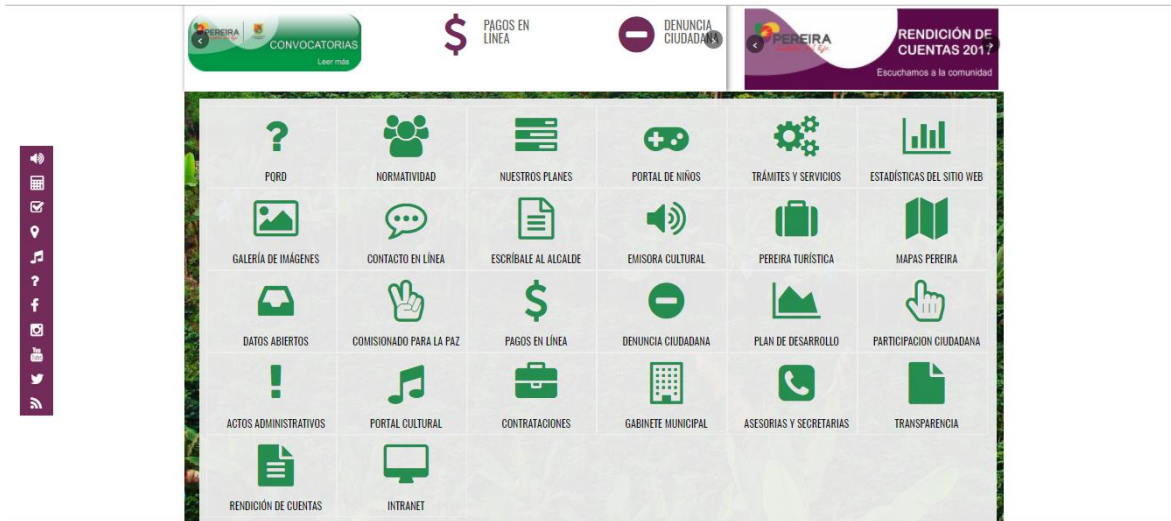 PEREIRA
CONVOCATORIAS
Leer más
PAGOS EN
LÍNEA
DENUNCIA
CIUDADANA
PEREIRA
RENDICIÓN DE
CUENTAS 2017
Escuchamos a la comunidad
PQRD
NORMATIVIDAD
NUESTROS PLANES
PORTAL DE NIÑOS
TRÁMITES Y SERVICIOS
ESTADÍSTICAS DEL SITIO WEB
GALERÍA DE IMÁGENES
CONTACTO EN LÍNEA
ESCRÍBALE AL ALCALDE
EMISORA CULTURAL
PEREIRA TURÍSTICA
MAPAS PEREIRA
DATOS ABIERTOS
COMISIONADO PARA LA PAZ
PAGOS EN LÍNEA
DENUNCIA CIUDADANA
PLAN DE DESARROLLO
PARTICIPACION CIUDADANA
ACTOS ADMINISTRATIVOS
PORTAL CULTURAL
CONTRATACIONES
GABINETE MUNICIPAL
ASESORIAS Y SECRETARIAS
TRANSPARENCIA
RENDICIÓN DE CUENTAS
INTRANET